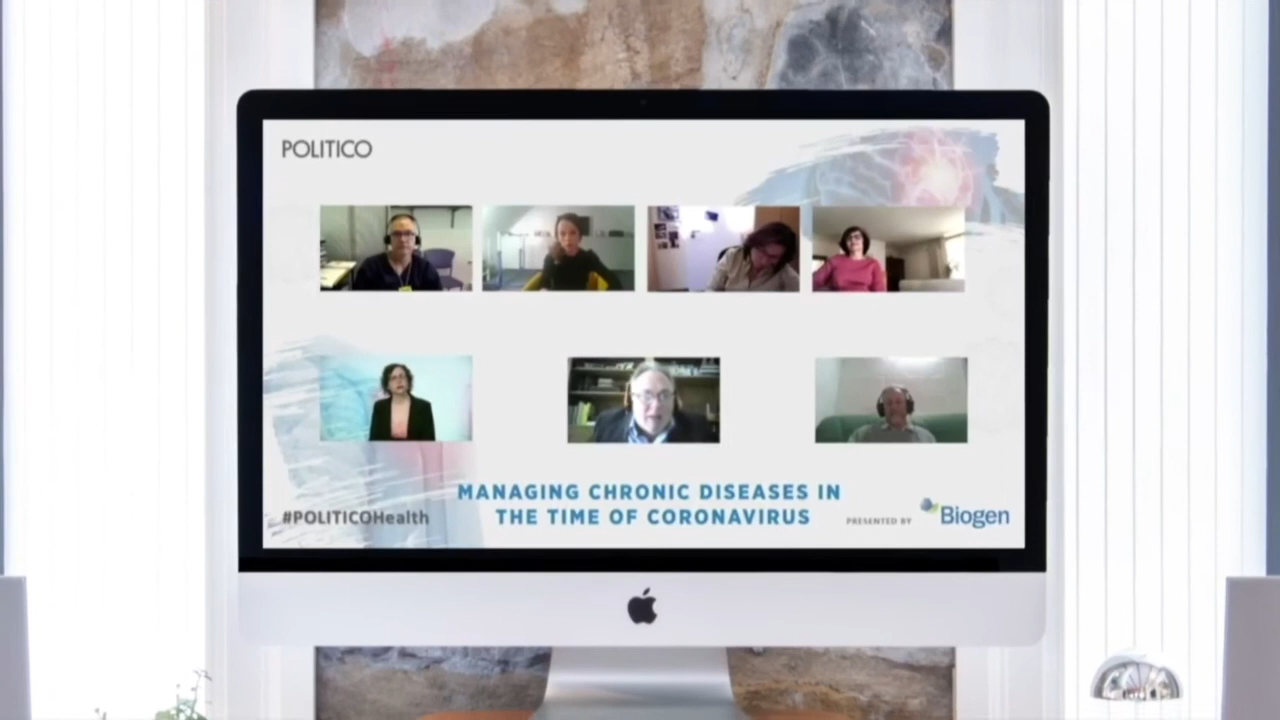 POLITICO
MANAGING CHRONIC DISEASES IN
THE TIME OF CORONAVIRUS
#POLITICOHealth
PRESENTED BY
Biogen